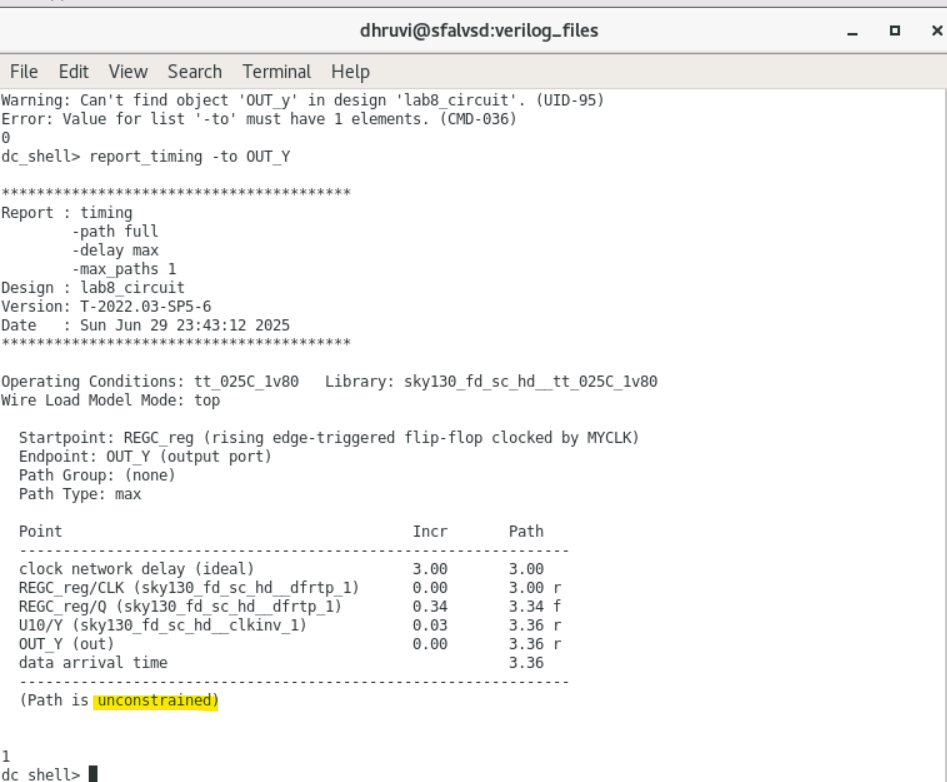 dhruvi@sfalvsd:verilog_files
File Edit View Search Terminal Help
Warning: Can't find object 'OUT_y' in design 'lab8_circuit'. (UID-95)
Error: Value for list '-to' must have 1 elements. (CMD-036)
0
dc_shell> report_timing -to OUT_Y
****************************************
Report : timing
-path full
-delay max
-max_paths 1
Design : lab8_circuit
Version: T-2022.03-SP5-6
Date : Sun Jun 29 23:43:12 2025
****************************************
Operating Conditions: tt_025C_1v80 Library: sky130_fd_sc_hd__tt_025C_1v80
Wire Load Model Mode: top
Startpoint: REGC_reg (rising edge-triggered flip-flop clocked by MYCLK)
Endpoint: OUT_Y (output port)
Path Group: (none)
Path Type: max
Point Incr Path
---------------------------------------------------------------
clock network delay (ideal) 3.00 3.00
REGC_reg/CLK (sky130_fd_sc_hd__dfrtp_1) 0.00 3.00 r
REGC_reg/Q (sky130_fd_sc_hd__dfrtp_1) 0.34 3.34 f
U10/Y (sky130_fd_sc_hd__clkinv_1) 0.03 3.36 r
OUT_Y (out) 0.00 3.36 r
data arrival time 3.36
---------------------------------------------------------------
(Path is unconstrained)
1
dc_shell>